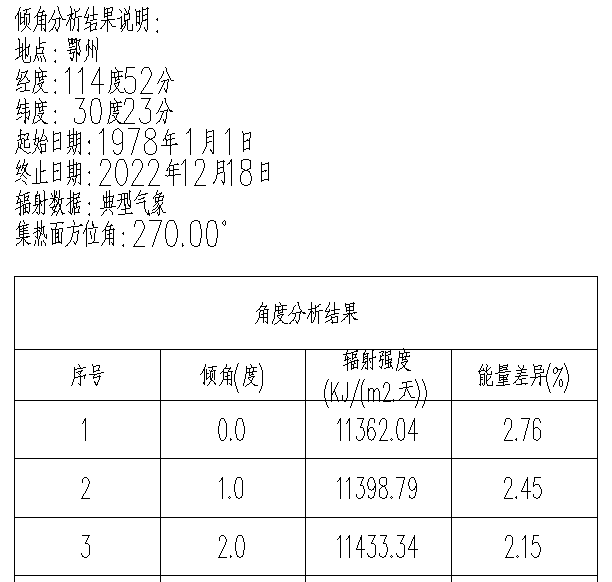 倾角分析结果说明:
地点: 鄂州
经度:114度52分
纬度: 30度23分
起始日期:1978年1月1日
终止日期:2022年12月18日
辐射数据: 典型气象
集热面方位角:270.00°
角度分析结果
序号 倾角(度) 辐射强度(KJ/(m2.天)) 能量差异(%)
1 0.0 11362.04 2.76
2 1.0 11398.79 2.45
3 2.0 11433.34 2.15